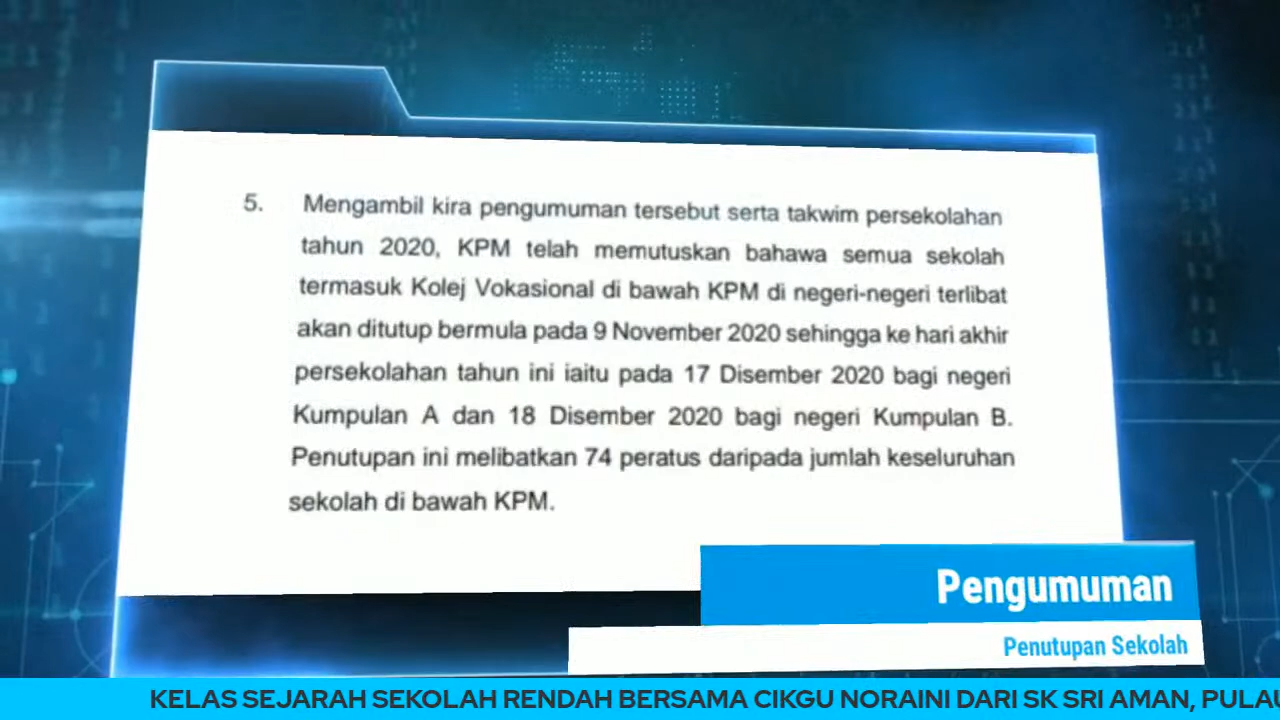 5. Mengambil kira pengumuman tersebut serta takwim persekolahan
tahun 2020, KPM telah memutuskan bahawa semua sekolah
termasuk Kolej Vokasional di bawah KPM di negeri-negeri terlibat
akan ditutup bermula pada 9 November 2020 sehingga ke hari akhir
persekolahan tahun ini iaitu pada 17 Disember 2020 bagi negeri
Kumpulan A dan 18 Disember 2020 bagi negeri Kumpulan B.
Penutupan ini melibatkan 74 peratus daripada jumlah keseluruhan
sekolah di bawah KPM.
Pengumuman
Penutupan Sekolah
KELAS SEJARAH SEKOLAH RENDAH BERSAMA CIKGU NORAINI DARI SK SRI AMAN,